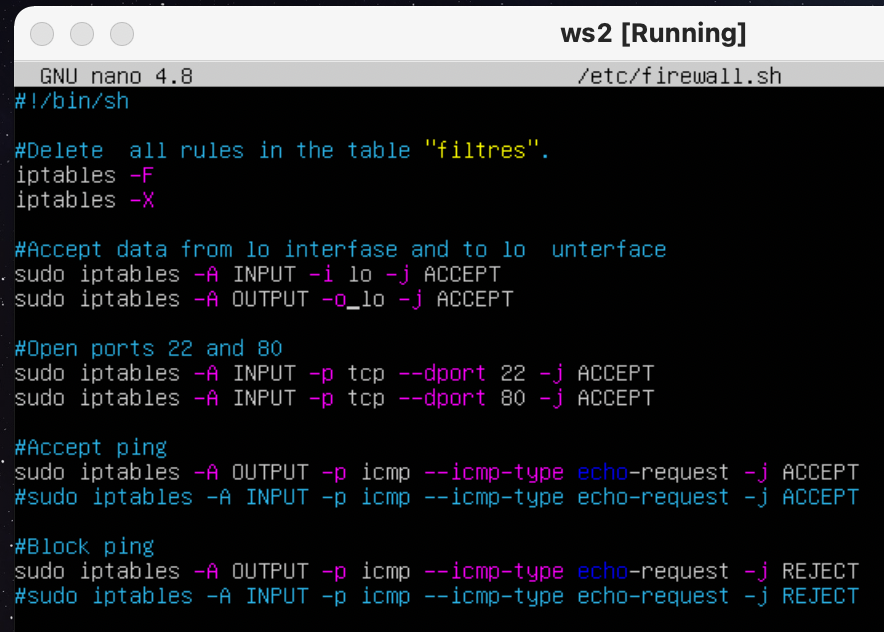 ws2 [Running]
GNU nano 4.8 /etc/firewall.sh
#!/bin/sh
#Delete  all rules in the table "filtres".
iptables -F
iptables -X
#Accept data from lo interfase and to lo  unterface
sudo iptables -A INPUT -i lo -j ACCEPT
sudo iptables -A OUTPUT -o lo -j ACCEPT
#Open ports 22 and 80
sudo iptables -A INPUT -p tcp --dport 22 -j ACCEPT
sudo iptables -A INPUT -p tcp --dport 80 -j ACCEPT
#Accept ping
sudo iptables -A OUTPUT -p icmp --icmp-type echo-request -j ACCEPT
#sudo iptables -A INPUT -p icmp --icmp-type echo-request -j ACCEPT
#Block ping
sudo iptables -A OUTPUT -p icmp --icmp-type echo-request -j REJECT
#sudo iptables -A INPUT -p icmp --icmp-type echo-request -j REJECT